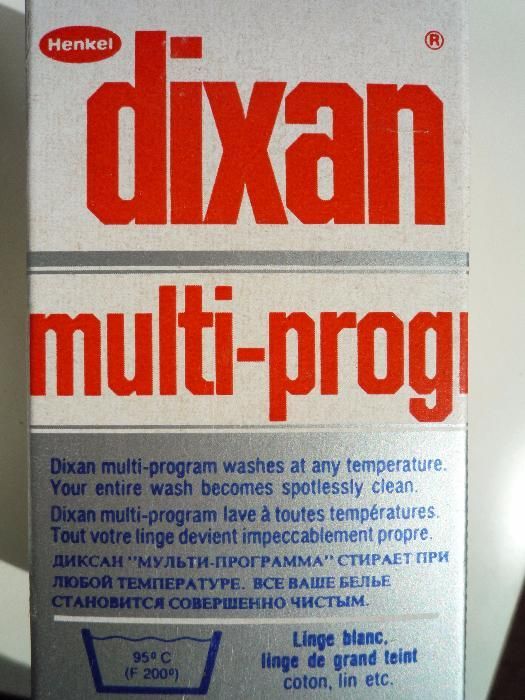 Henkel
®
dixan
multi-prog
Dixan multi-program washes at any temperature.
Your entire wash becomes spotlessly clean.
Dixan multi-program lave à toutes températures.
Tout votre linge devient impeccablement propre.
ДИКСАН "МУЛЬТИ-ПРОГРАММА" СТИРАЕТ ПРИ
ЛЮБОЙ ТЕМПЕРАТУРЕ. ВСЕ ВАШЕ БЕЛЬЕ
СТАНОВИТСЯ СОВЕРШЕННО ЧИСТЫМ.
95º C
(F 200º)
Linge blanc,
linge de grand teint
coton, lin etc.